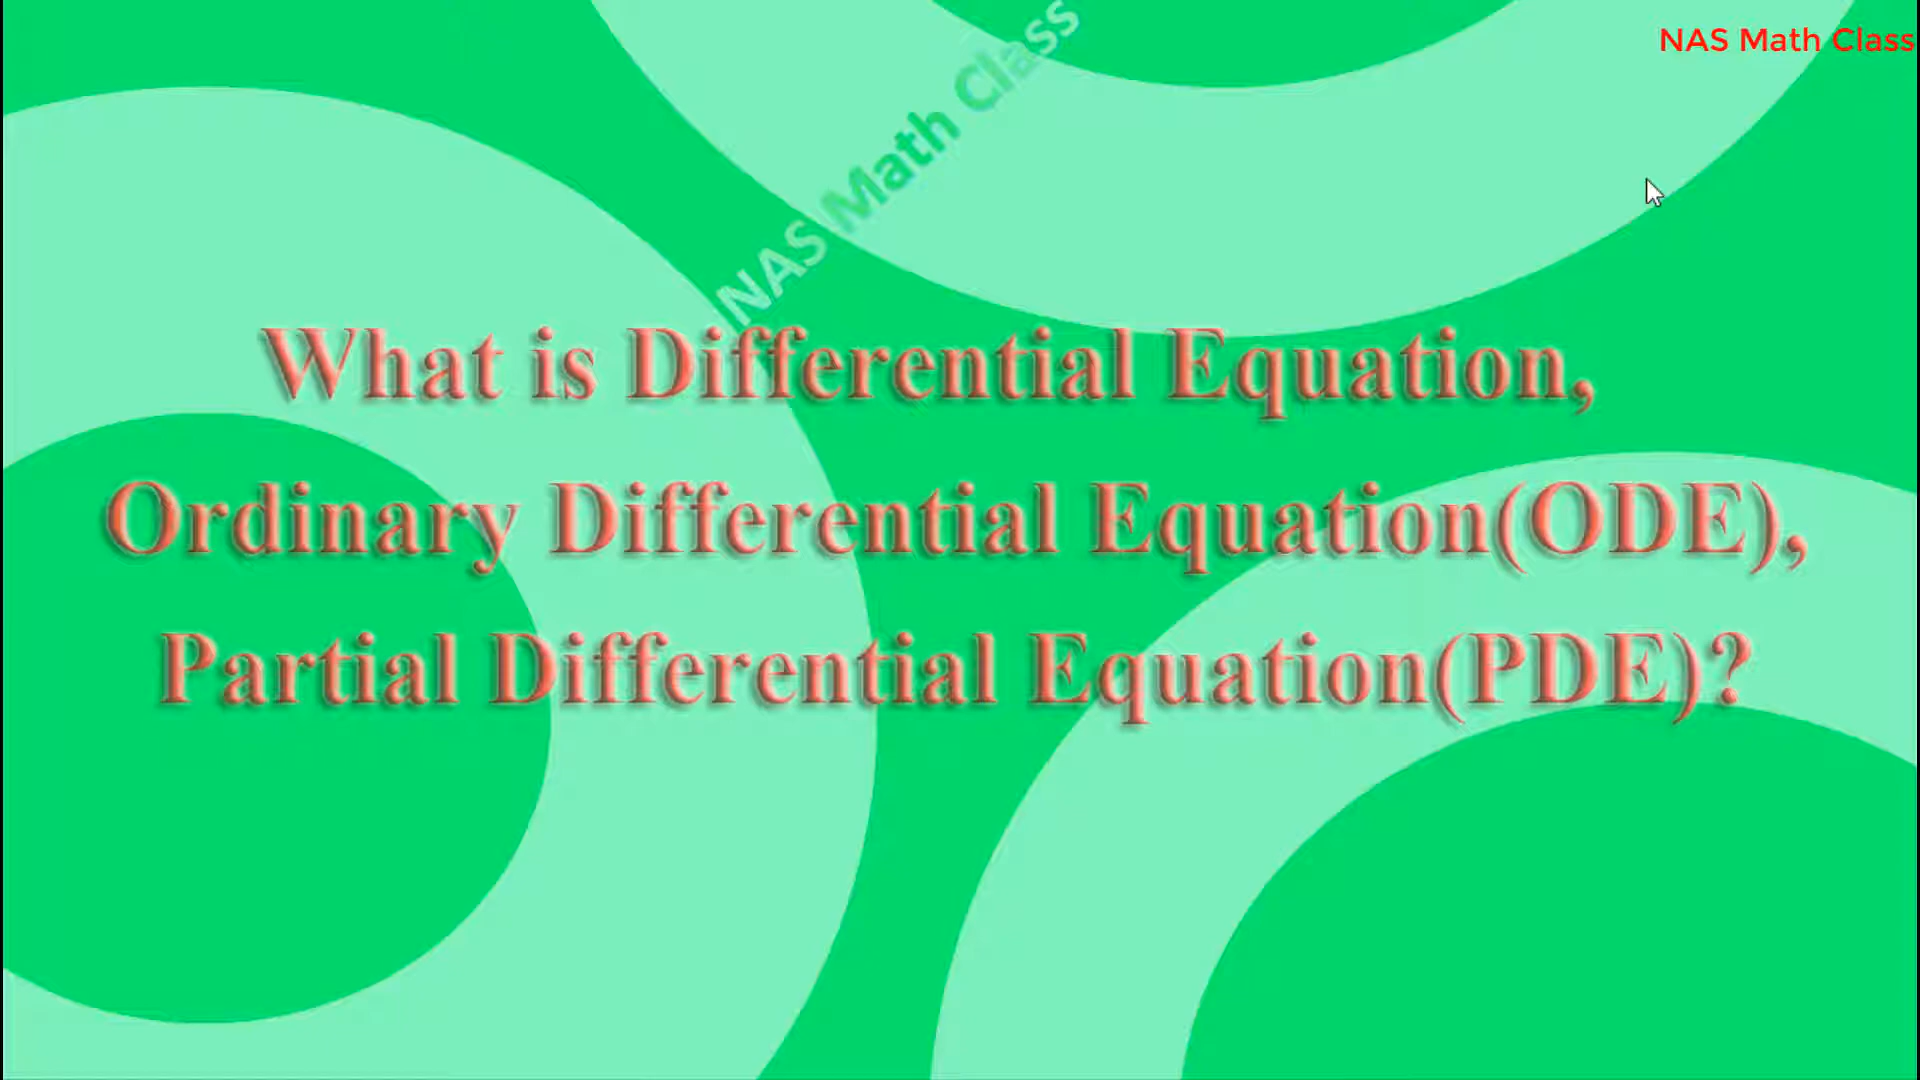 NAS Math Class
NAS Math Class
What is Differential Equation,
Ordinary Differential Equation(ODE),
Partial Differential Equation(PDE)?